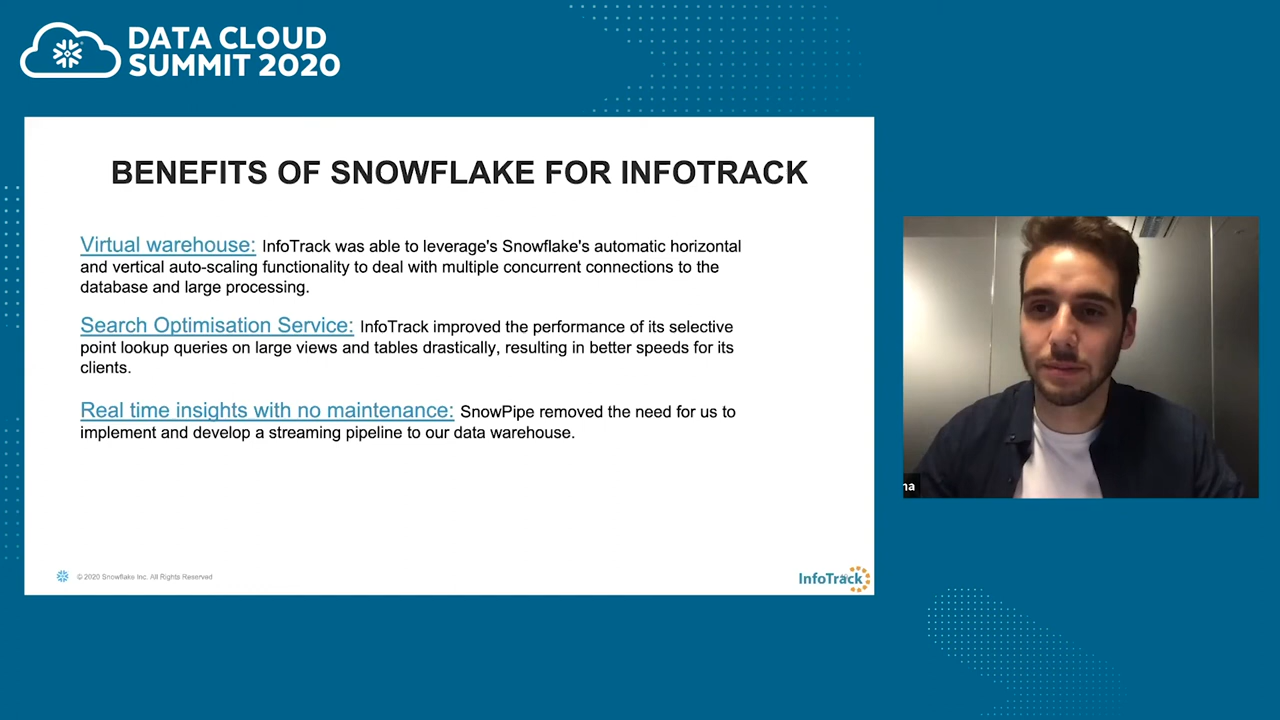 DATA CLOUD
SUMMIT 2020
BENEFITS OF SNOWFLAKE FOR INFOTRACK
Virtual warehouse: InfoTrack was able to leverage's Snowflake's automatic horizontal
and vertical auto-scaling functionality to deal with multiple concurrent connections to the
database and large processing.
Search Optimisation Service: InfoTrack improved the performance of its selective
point lookup queries on large views and tables drastically, resulting in better speeds for its
clients.
Real time insights with no maintenance: SnowPipe removed the need for us to
implement and develop a streaming pipeline to our data warehouse.
na
© 2020 Snowflake Inc. All Rights Reserved
InfoTrack